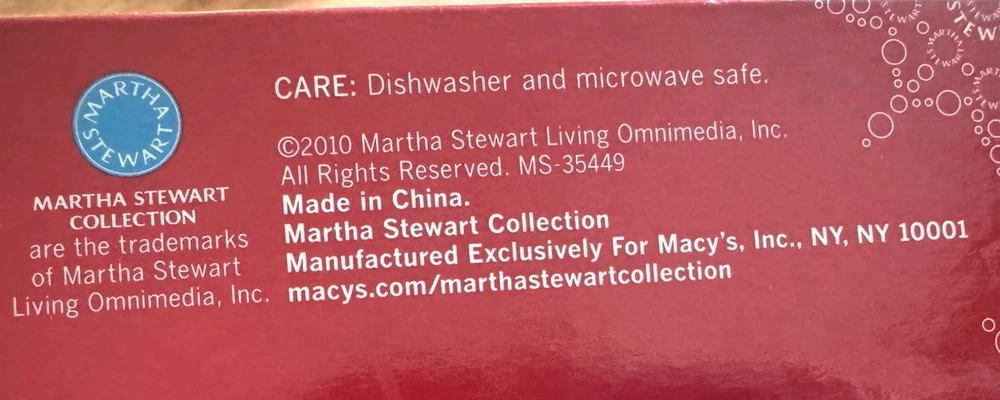 MARTHA STEWART
MARTHA STEWART
COLLECTION
are the trademarks
of Martha Stewart
Living Omnimedia, Inc.
CARE: Dishwasher and microwave safe.
©2010 Martha Stewart Living Omnimedia, Inc.
All Rights Reserved. MS-35449
Made in China.
Martha Stewart Collection
Manufactured Exclusively For Macy's, Inc., NY, NY 10001
macys.com/marthastewartcollection
MARTHA STEWART